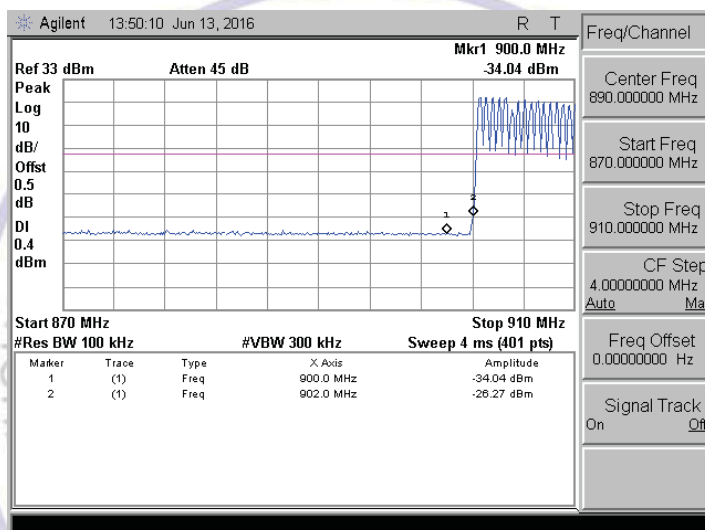 Agilent 13:50:10 Jun 13, 2016 R T
Mkr1 900.0 MHz
Ref 33 dBm Atten 45 dB -34.04 dBm
Peak
Log
10
dB/
Offst
0.5
dB
DI
0.4
dBm
1
2
Start 870 MHz Stop 910 MHz
#Res BW 100 kHz #VBW 300 kHz Sweep 4 ms (401 pts)
Marker Trace Type X Axis Amplitude
1 (1) Freq 900.0 MHz -34.04 dBm
2 (1) Freq 902.0 MHz -26.27 dBm
Freq/Channel
Center Freq
890.000000 MHz
Start Freq
870.000000 MHz
Stop Freq
910.000000 MHz
CF Step
4.00000000 MHz
Auto Ma
Freq Offset
0.00000000 Hz
Signal Track
On Off